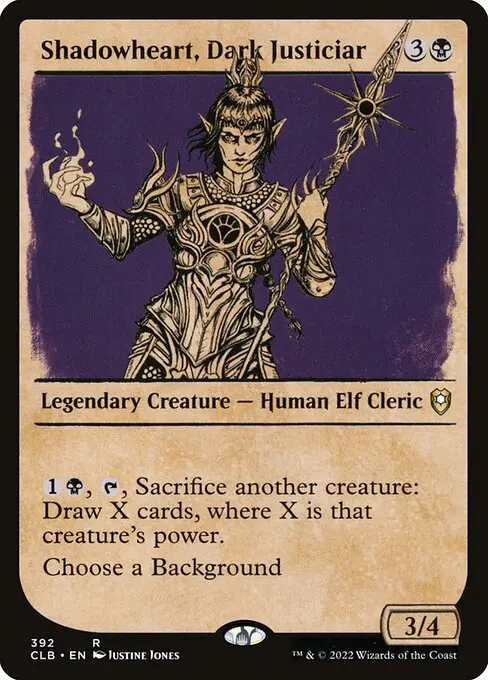 Shadowheart, Dark Justiciar 3
Legendary Creature — Human Elf Cleric
1 , , Sacrifice another creature:
Draw X cards, where X is that
creature's power.
Choose a Background
3/4
392 R
CLB • EN Justine Jones
™ & © 2022 Wizards of the Coast